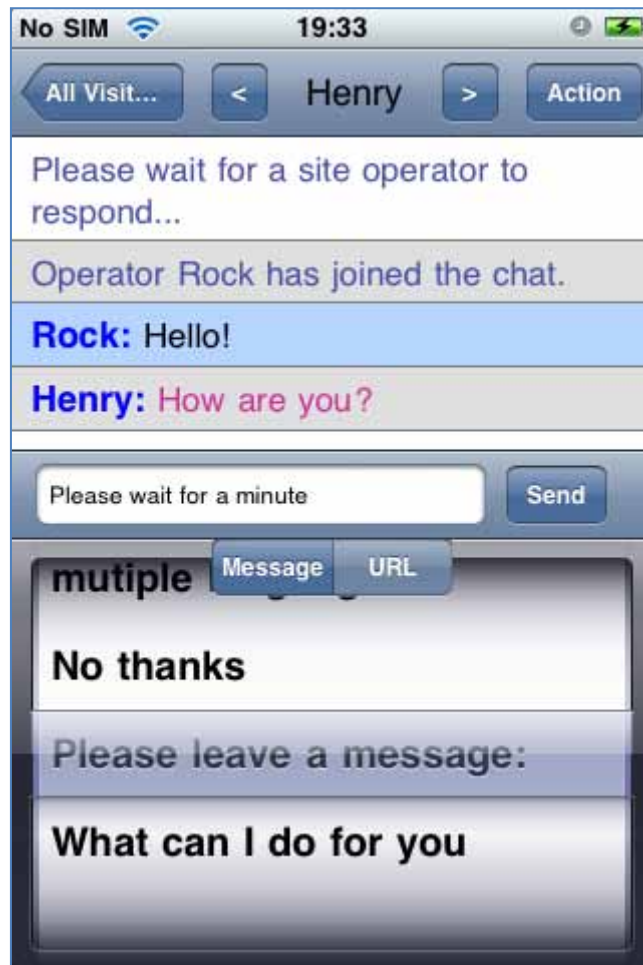 No SIM 19:33
All Visit... < Henry > Action
Please wait for a site operator to
respond...
Operator Rock has joined the chat.
Rock: Hello!
Henry: How are you?
Please wait for a minute Send
Message URL
mutiple
No thanks
Please leave a message:
What can I do for you